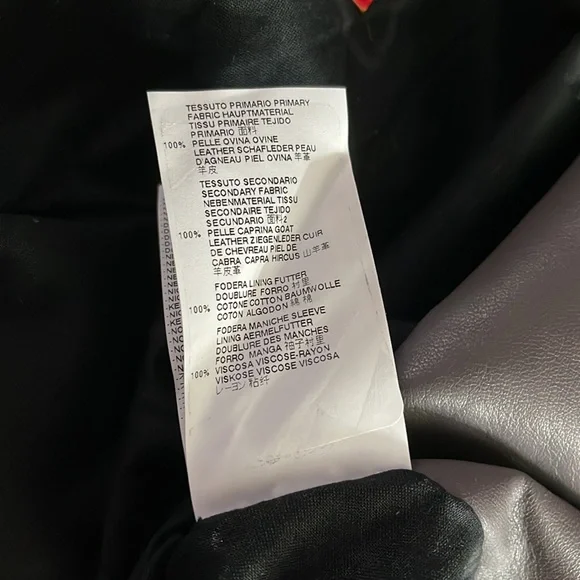 TESSUTO PRIMARIO PRIMARY
FABRIC HAUPTMATERIAL
TISSU PRIMAIRE TEJIDO
PRIMARIO 面料
100% PELLE OVINA OVINE
LEATHER SCHAFLEDER PEAU
D'AGNEAU PIEL OVINA 羊革
羊皮
TESSUTO SECONDARIO
SECONDARY FABRIC
NEBENMATERIAL TISSU
SECONDAIRE TEJIDO
SECUNDARIO 面料2
100% PELLE CAPRINA GOAT
LEATHER ZIEGENLEDER CUIR
DE CHEVREAU PIEL DE
CABRA CAPRA HIRCUS 山羊革
羊皮革
FODERA LINING FUTTER
DOUBLURE FORRO 村里
100% COTONE COTTON BAUMWOLLE
COTON ALGODON 綿 棉
FODERA MANICHE SLEEVE
LINING AERMELFUTTER
DOUBLURE DES MANCHES
FORRO MANGA 袖子村里
100% VISCOSA VISCOSE-RAYON
VISKOSE VISCOSE VISCOSA
レーヨン 粘纤